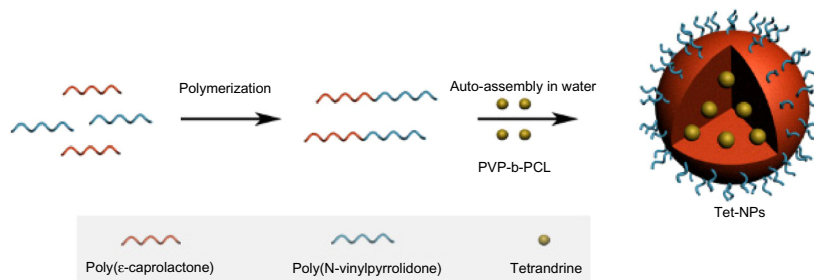 Polymerization
Auto-assembly in water
PVP-b-PCL
Tet-NPs
Poly(ε-caprolactone)
Poly(N-vinylpyrrolidone)
Tetrandrine